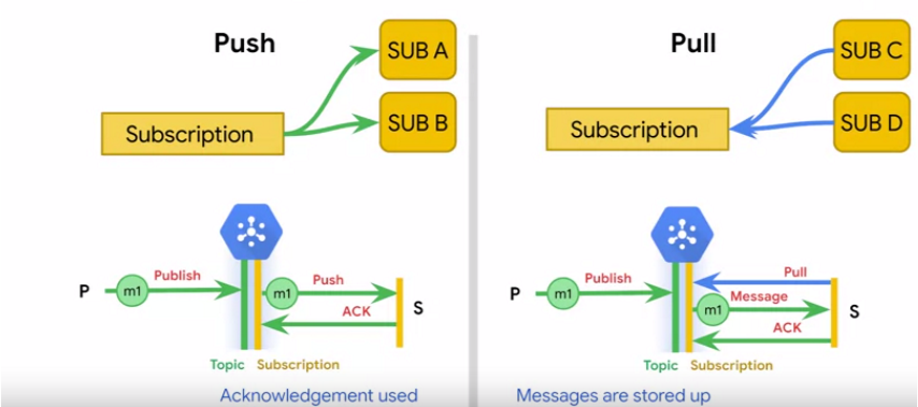 Push
SUB A
SUB B
Subscription
P
m1
Publish
m1
Push
ACK
S
Topic
Subscription
Acknowledgement used
Pull
SUB C
SUB D
Subscription
P
m1
Publish
Pull
m1
Message
ACK
S
Topic
Subscription
Messages are stored up